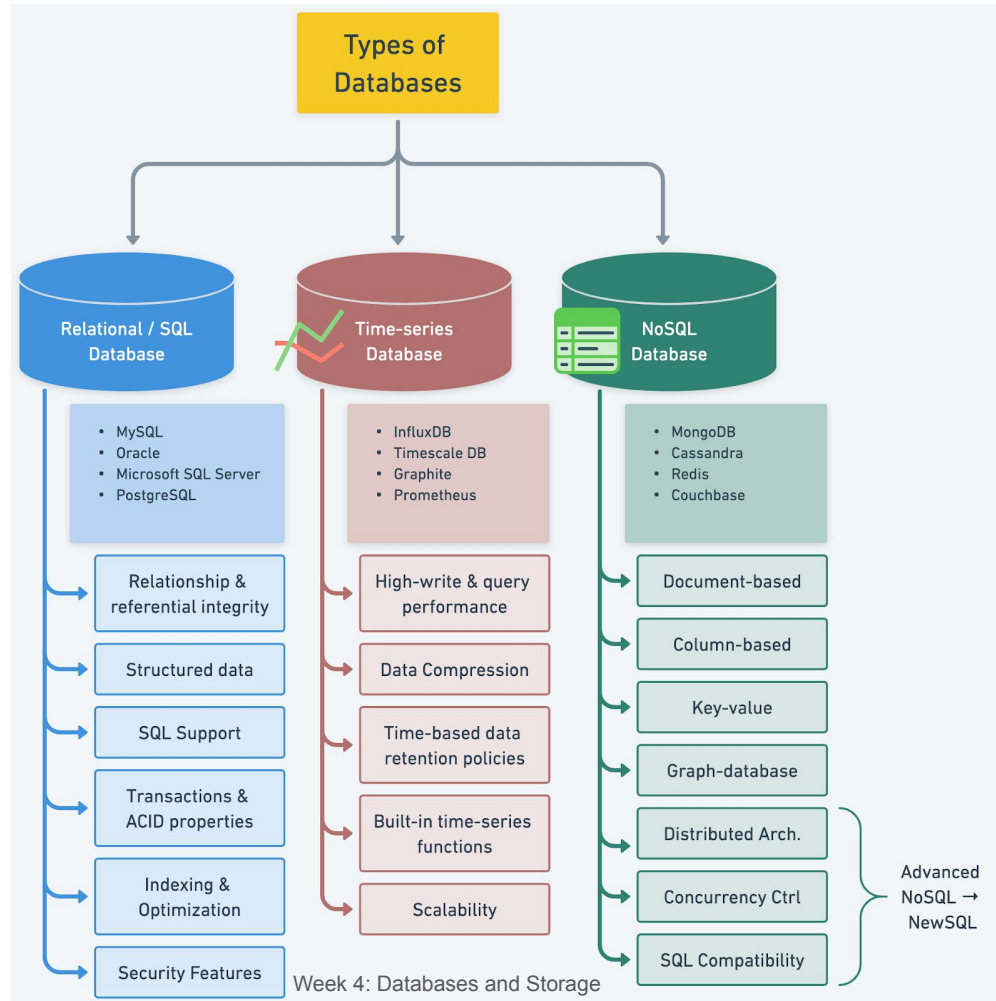 Types of
Databases
Relational / SQL
Database
• MySQL
• Oracle
• Microsoft SQL Server
• PostgreSQL
Relationship &
referential integrity
Structured data
SQL Support
Transactions &
ACID properties
Indexing &
Optimization
Security Features
Time-series
Database
• InfluxDB
• Timescale DB
• Graphite
• Prometheus
High-write & query
performance
Data Compression
Time-based data
retention policies
Built-in time-series
functions
Scalability
NoSQL
Database
• MongoDB
• Cassandra
• Redis
• Couchbase
Document-based
Column-based
Key-value
Graph-database
Distributed Arch.
Concurrency Ctrl
SQL Compatibility
Advanced
NoSQL →
NewSQL
Week 4: Databases and Storage